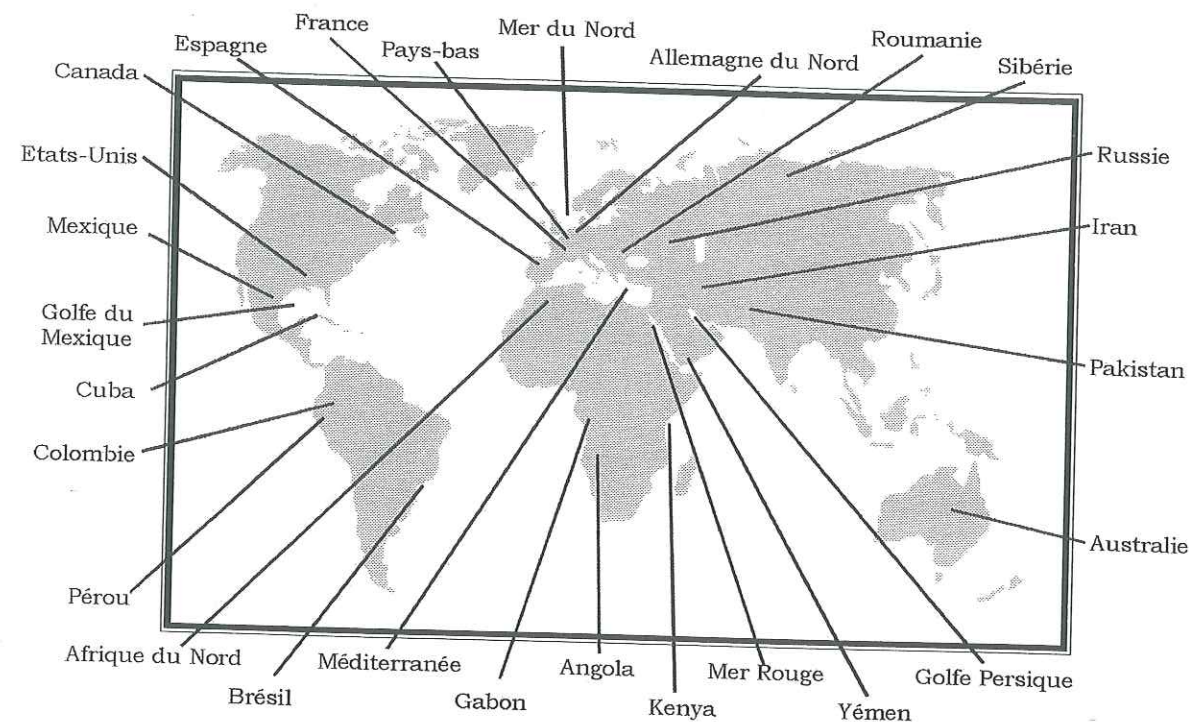 France
Mer du Nord
Espagne
Pays-bas
Roumanie
Canada
Allemagne du Nord
Sibérie
Etats-Unis
Russie
Mexique
Iran
Golfe du
Mexique
Cuba
Pakistan
Colombie
Australie
Pérou
Afrique du Nord
Méditerranée
Angola
Mer Rouge
Golfe Persique
Brésil
Gabon
Kenya
Yémen